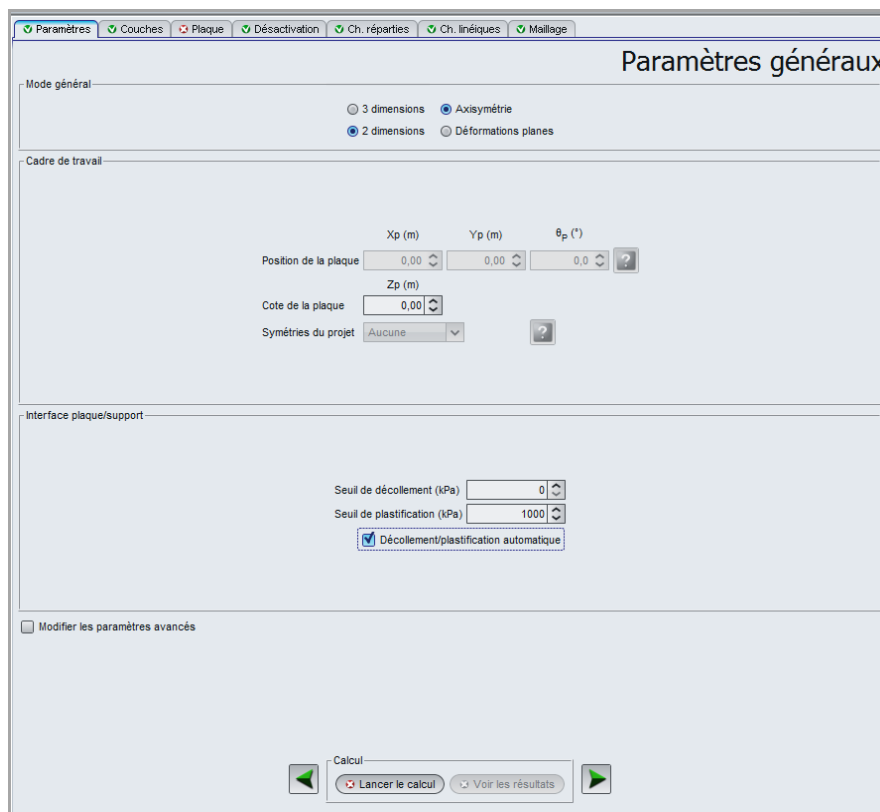 Paramètres Couches Plaque Désactivation Ch. réparties Ch. linéiques Maillage
Paramètres généraux
Mode général
3 dimensions Axisymétrie
2 dimensions Déformations planes
Cadre de travail
Xp (m) Yp (m) θp (°)
Position de la plaque 0,00 0,00 0,0 ?
Zp (m)
Cote de la plaque 0,00
Symétries du projet Aucune ?
Interface plaque/support
Seuil de décollement (kPa) 0
Seuil de plastification (kPa) 1000
Décollement/plastification automatique
Modifier les paramètres avancés
Calcul
Lancer le calcul Voir les résultats